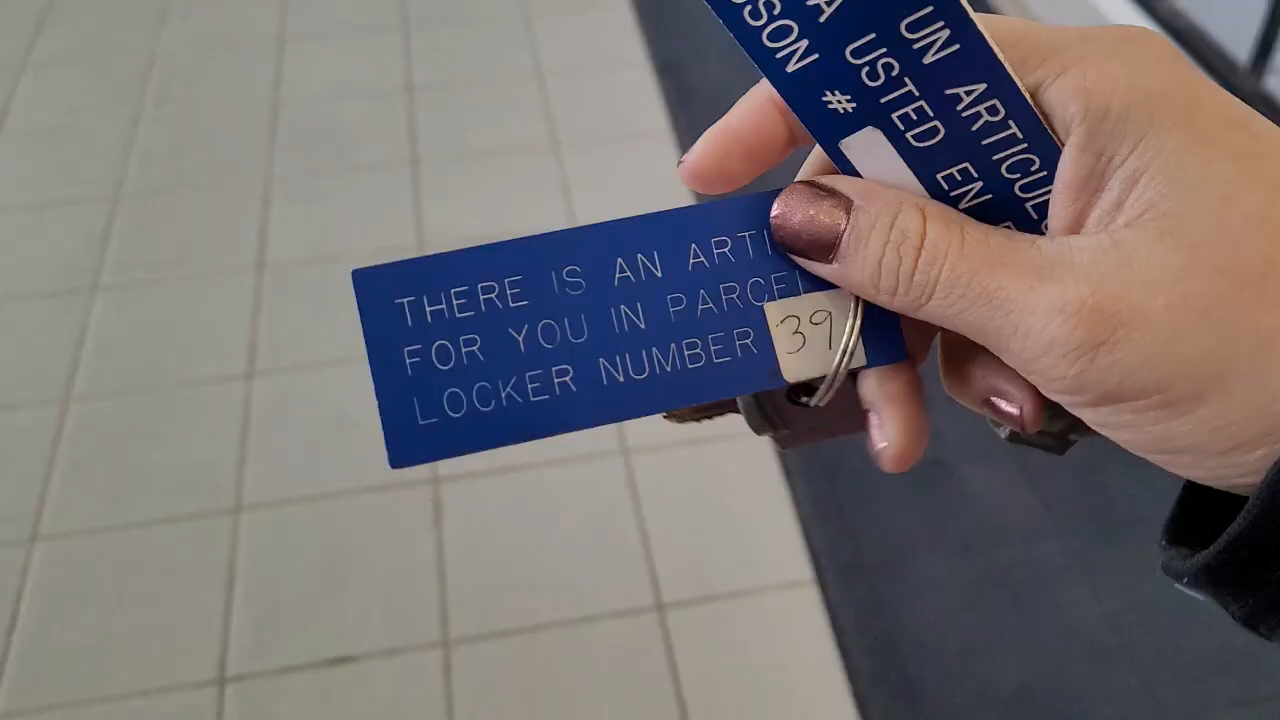 THERE IS AN ARTI
FOR YOU IN PARCEL
LOCKER NUMBER 39
UN ARTICUL
A USTED EN
SON #